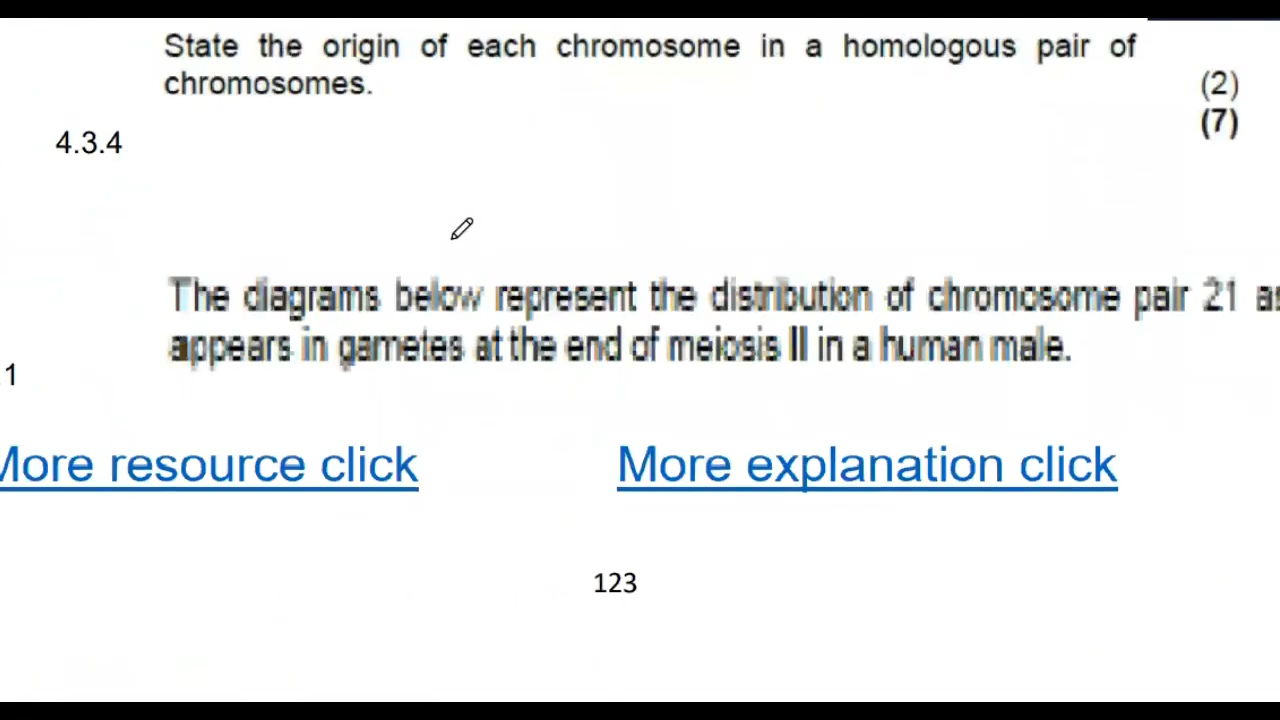 State the origin of each chromosome in a homologous pair of
chromosomes.
(2)
(7)
4.3.4
The diagrams below represent the distribution of chromosome pair 21 as
appears in gametes at the end of meiosis II in a human male.
.1
More resource click
More explanation click
123